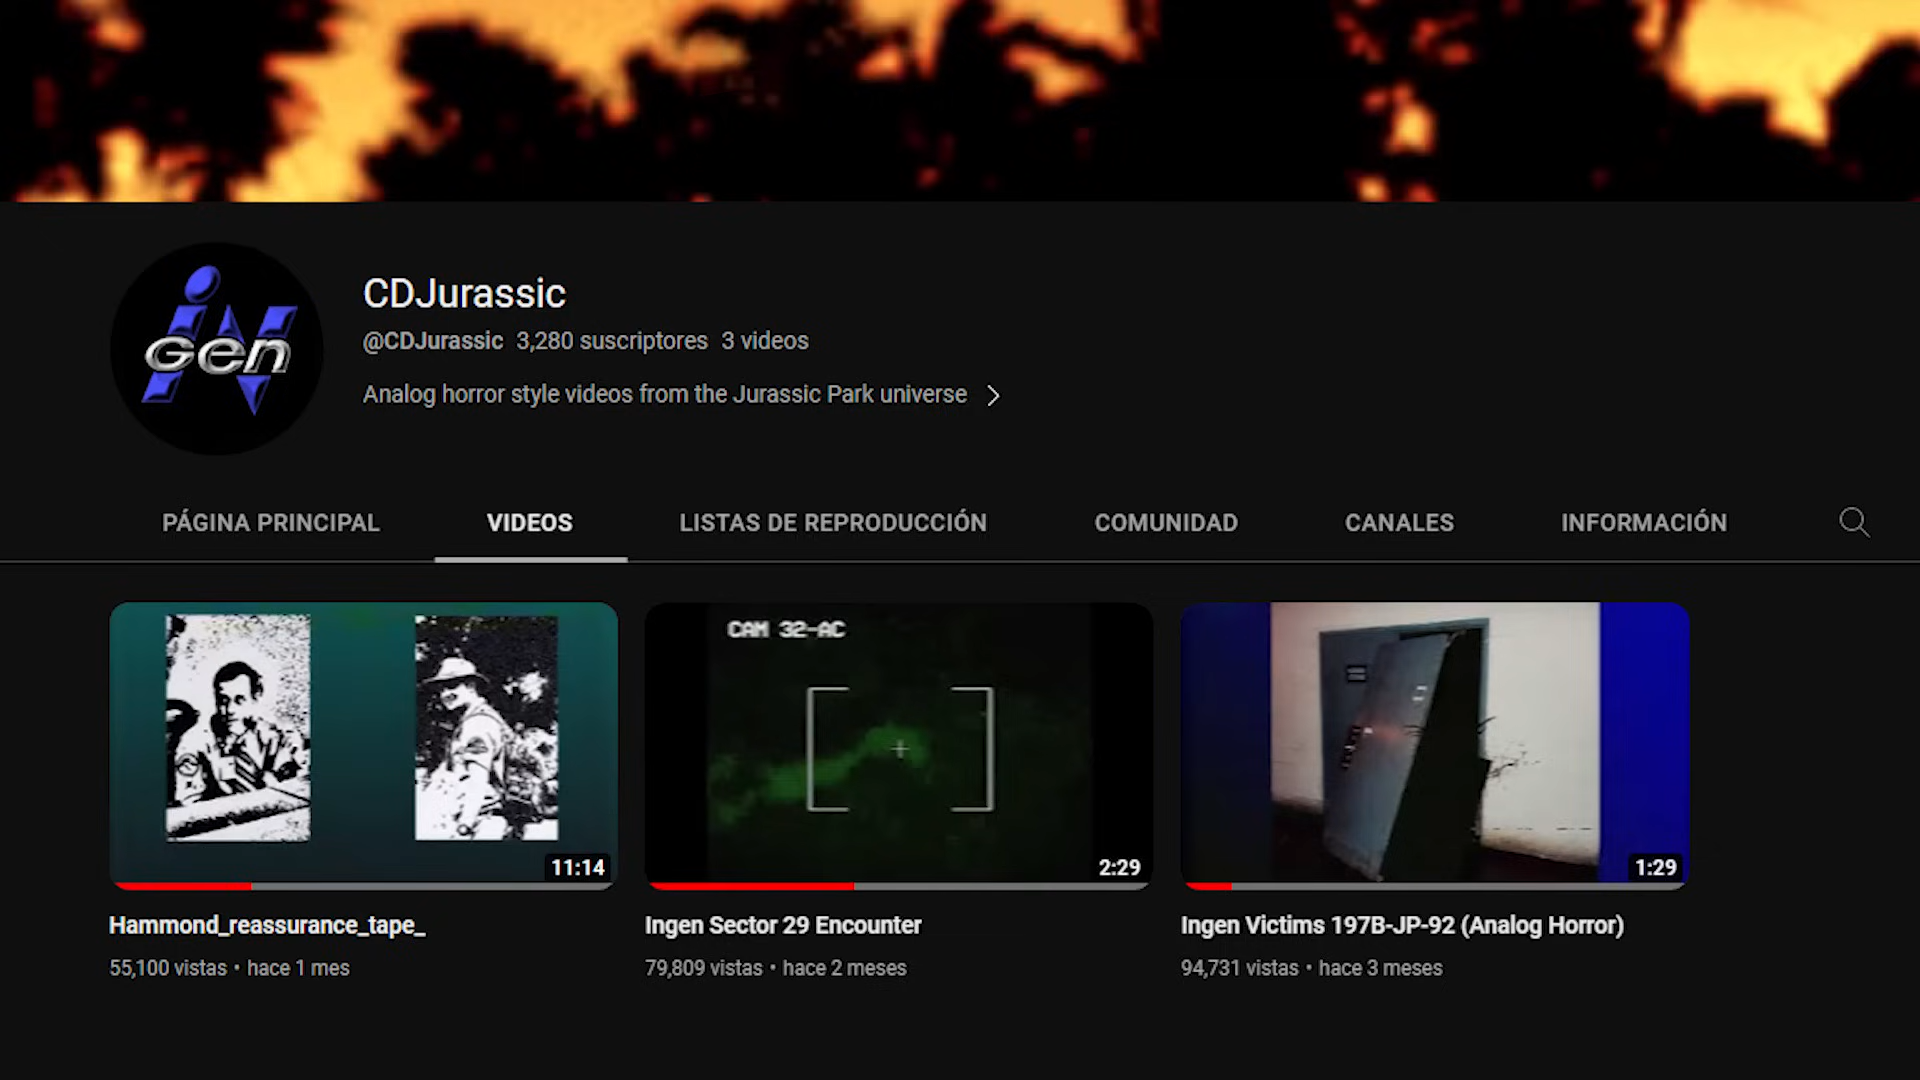 iN
Gen
CDJurassic
@CDJurassic 3,280 suscriptores 3 videos
Analog horror style videos from the Jurassic Park universe
PÁGINA PRINCIPAL VIDEOS LISTAS DE REPRODUCCIÓN COMUNIDAD CANALES INFORMACIÓN
CAM 32-AC
11:14
2:29
1:29
Hammond_reassurance_tape_
55,100 vistas • hace 1 mes
Ingen Sector 29 Encounter
79,809 vistas • hace 2 meses
Ingen Victims 197B-JP-92 (Analog Horror)
94,731 vistas • hace 3 meses